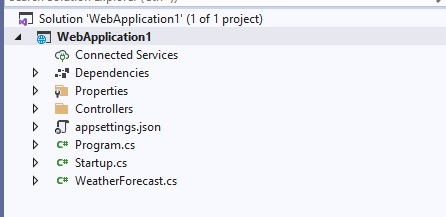 Solution 'WebApplication1' (1 of 1 project)
WebApplication1
Connected Services
Dependencies
Properties
Controllers
appsettings.json
C# Program.cs
C# Startup.cs
C# WeatherForecast.cs